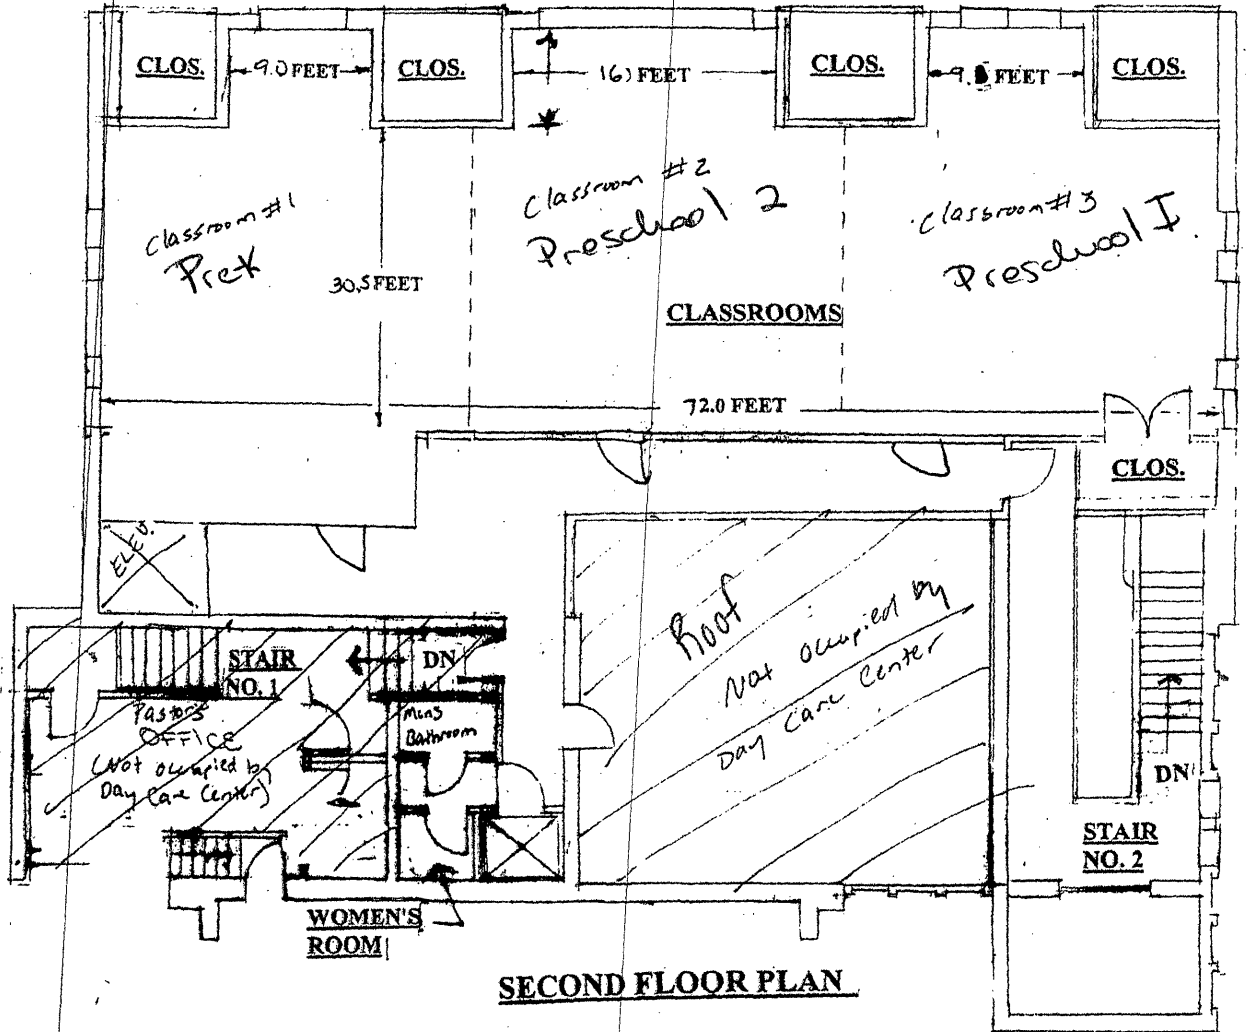 CLOS.
9.0 FEET
CLOS.
16) FEET
CLOS.
FEET
CLOS.
Classroom #1
PreK
Classroom #2
Preschool 2
Classroom #3
Preschool I
30.5 FEET
CLASSROOMS
72.0 FEET
CLOS.
ELEV.
Roof
Not Occupied by
Day Care Center
STAIR
NO. 1
DN
Pastor's
OFFICE
(Not occupied by
Day Care Center)
Mens
Bathroom
DN
STAIR
NO. 2
WOMEN'S
ROOM
SECOND FLOOR PLAN